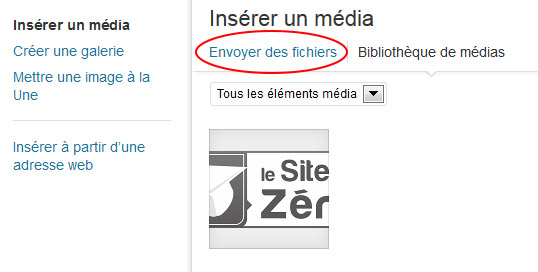 Insérer un média
Créer une galerie
Mettre une image à la
Une
Insérer à partir d'une
adresse web
Insérer un média
Envoyer des fichiers
Bibliothèque de médias
Tous les éléments média
le Site
Zér